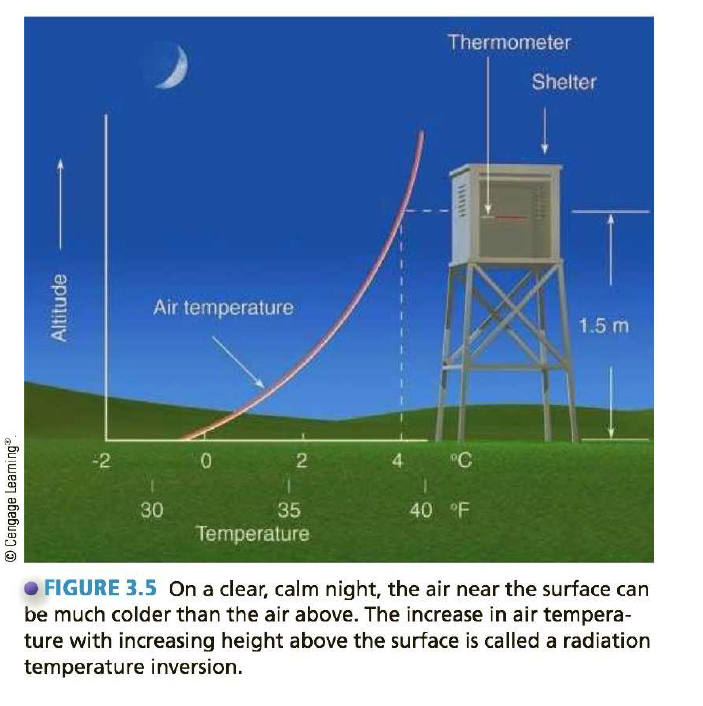 Thermometer
Shelter
Altitude
Air temperature
1.5 m
-2 0 2 4 °C
30 35 40 °F
Temperature
© Cengage Learning®.
FIGURE 3.5 On a clear, calm night, the air near the surface can
be much colder than the air above. The increase in air tempera-
ture with increasing height above the surface is called a radiation
temperature inversion.